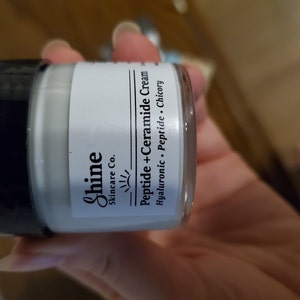 Shine
Skincare Co.
Peptide +Ceramide Cream
Hyaluronic • Peptide • Chicory